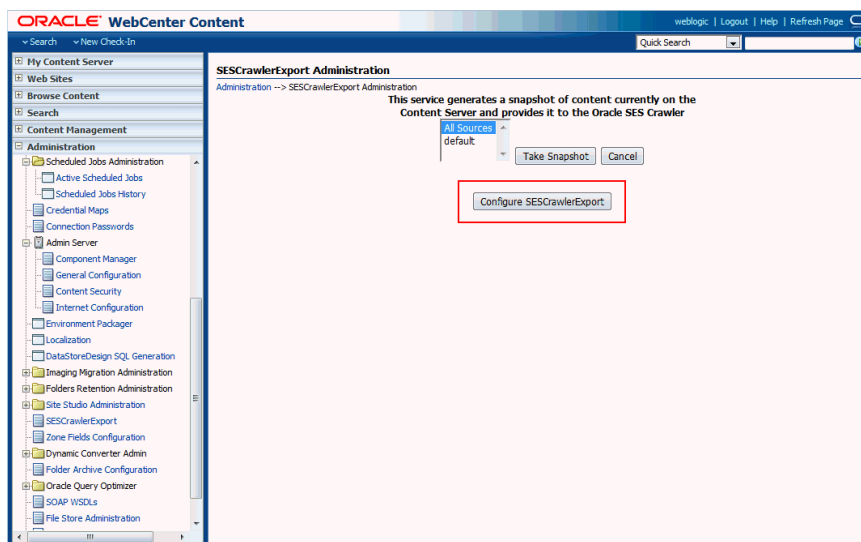 ORACLE WebCenter Content
weblogic | Logout | Help | Refresh Page
Search New Check-In
Quick Search
My Content Server
Web Sites
Browse Content
Search
Content Management
Administration
Scheduled Jobs Administration
Active Scheduled Jobs
Scheduled Jobs History
Credential Maps
Connection Passwords
Admin Server
Component Manager
General Configuration
Content Security
Internet Configuration
Environment Packager
Localization
DataStoreDesign SQL Generation
Imaging Migration Administration
Folders Retention Administration
Site Studio Administration
SESCrawlerExport
Zone Fields Configuration
Dynamic Converter Admin
Folder Archive Configuration
Oracle Query Optimizer
SOAP WSDLs
File Store Administration
SESCrawlerExport Administration
Administration --> SESCrawlerExport Administration
This service generates a snapshot of content currently on the
Content Server and provides it to the Oracle SES Crawler
All Sources
default
Take Snapshot Cancel
Configure SESCrawlerExport